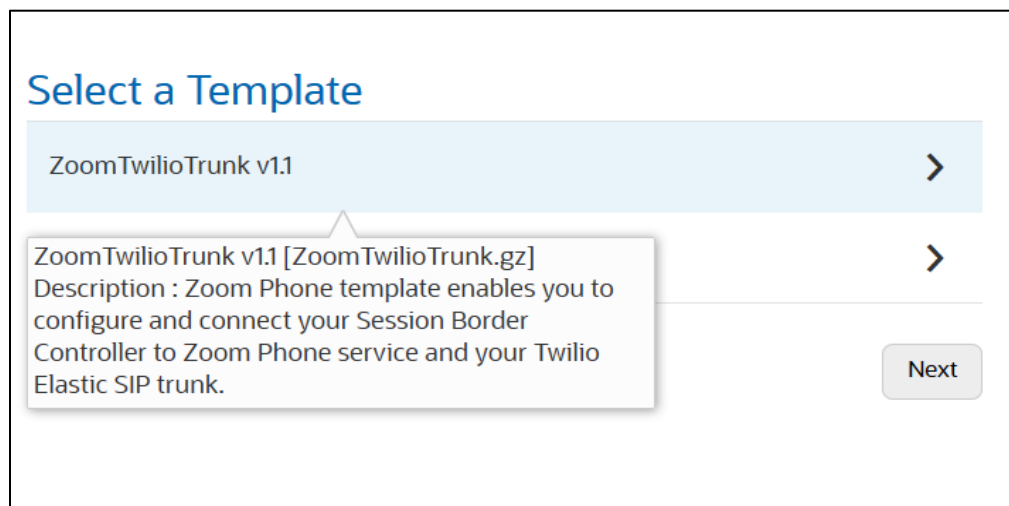 Select a Template
ZoomTwilioTrunk v1.1
ZoomTwilioTrunk v1.1 [ZoomTwilioTrunk.gz]
Description : Zoom Phone template enables you to
configure and connect your Session Border
Controller to Zoom Phone service and your Twilio
Elastic SIP trunk.
Next